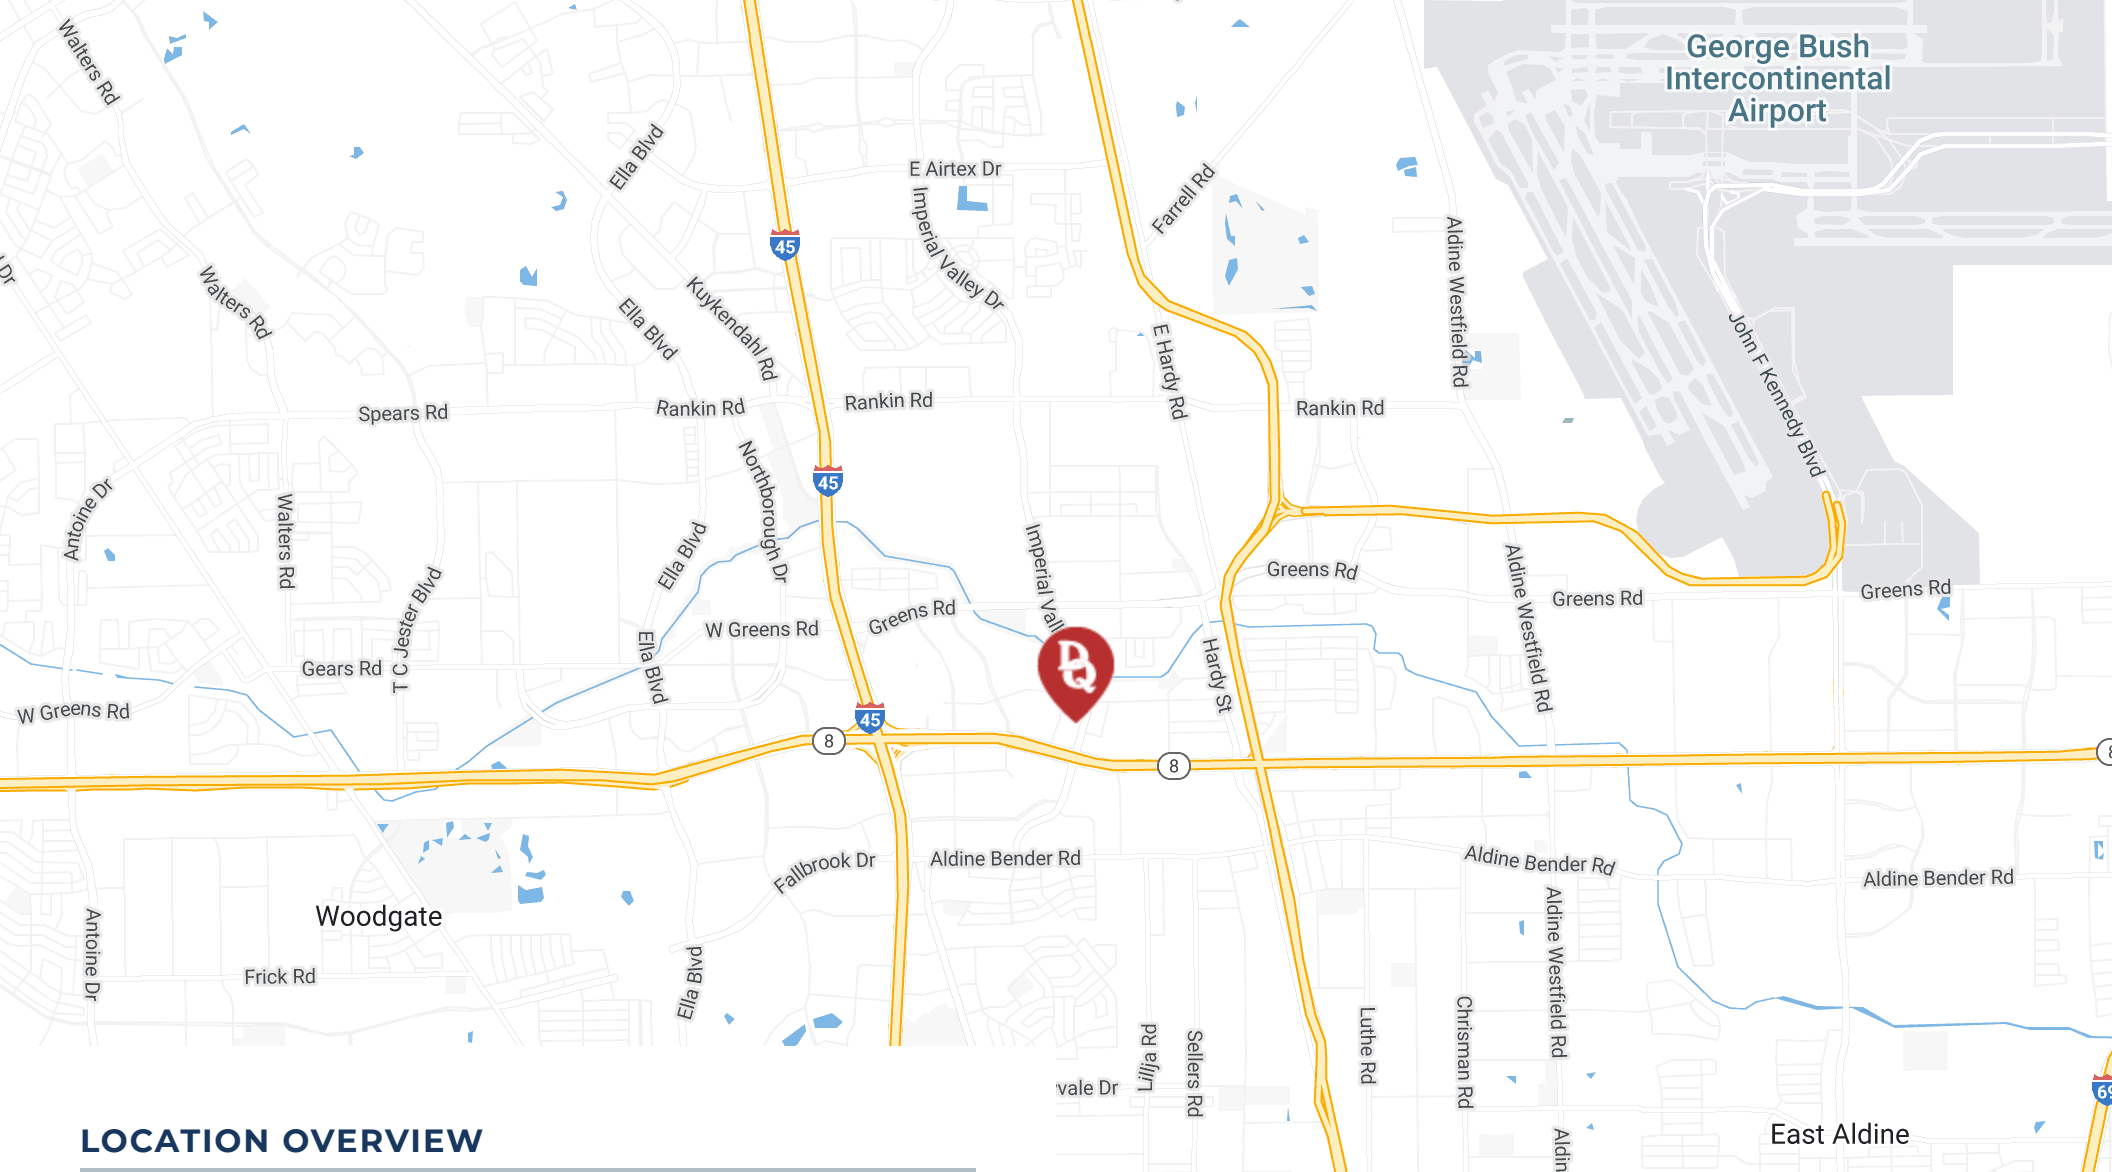 George Bush
Intercontinental
Airport
Walters Rd
Ella Blvd
E Airtex Dr
Farrell Rd
Imperial Valley Dr
45
Aldine Westfield Rd
Dr
Walters Rd
Ella Blvd
Kuykendahl Rd
E Hardy Rd
John F Kennedy Blvd
Spears Rd
Rankin Rd
Rankin Rd
Rankin Rd
Antoine Dr
Walters Rd
Northborough Dr
45
Ella Blvd
Imperial Vall
Greens Rd
Aldine Westfield Rd
Greens Rd
Greens Rd
T C Jester Blvd
W Greens Rd
Greens Rd
Gears Rd
Ella Blvd
DQ
Hardy St
W Greens Rd
45
8
8
8
Fallbrook Dr
Aldine Bender Rd
Aldine Bender Rd
Aldine Bender Rd
Woodgate
Antoine Dr
Frick Rd
Ella Blvd
Aldine Westfield Rd
Lillja Rd
Sellers Rd
Luthe Rd
Chrisman Rd
vale Dr
69
East Aldine
Aldin
LOCATION OVERVIEW